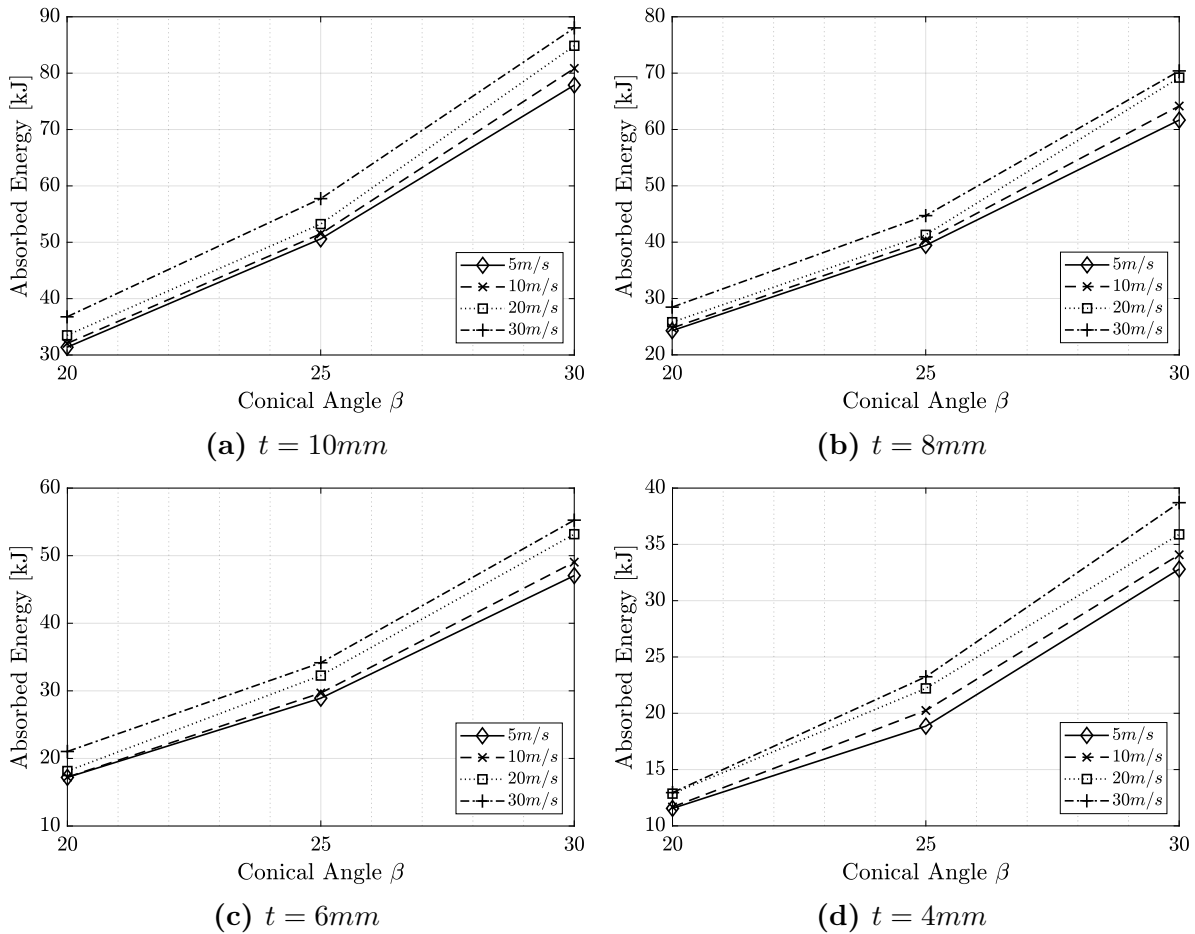 90
80
70
60
50
40
30
20
25
30
Absorbed Energy [kJ]
Conical Angle β
5m/s
10m/s
20m/s
30m/s
(a) t = 10mm
80
70
60
50
40
30
20
20
25
30
Absorbed Energy [kJ]
Conical Angle β
5m/s
10m/s
20m/s
30m/s
(b) t = 8mm
60
50
40
30
20
10
20
25
30
Absorbed Energy [kJ]
Conical Angle β
5m/s
10m/s
20m/s
30m/s
(c) t = 6mm
40
35
30
25
20
15
10
20
25
30
Absorbed Energy [kJ]
Conical Angle β
5m/s
10m/s
20m/s
30m/s
(d) t = 4mm